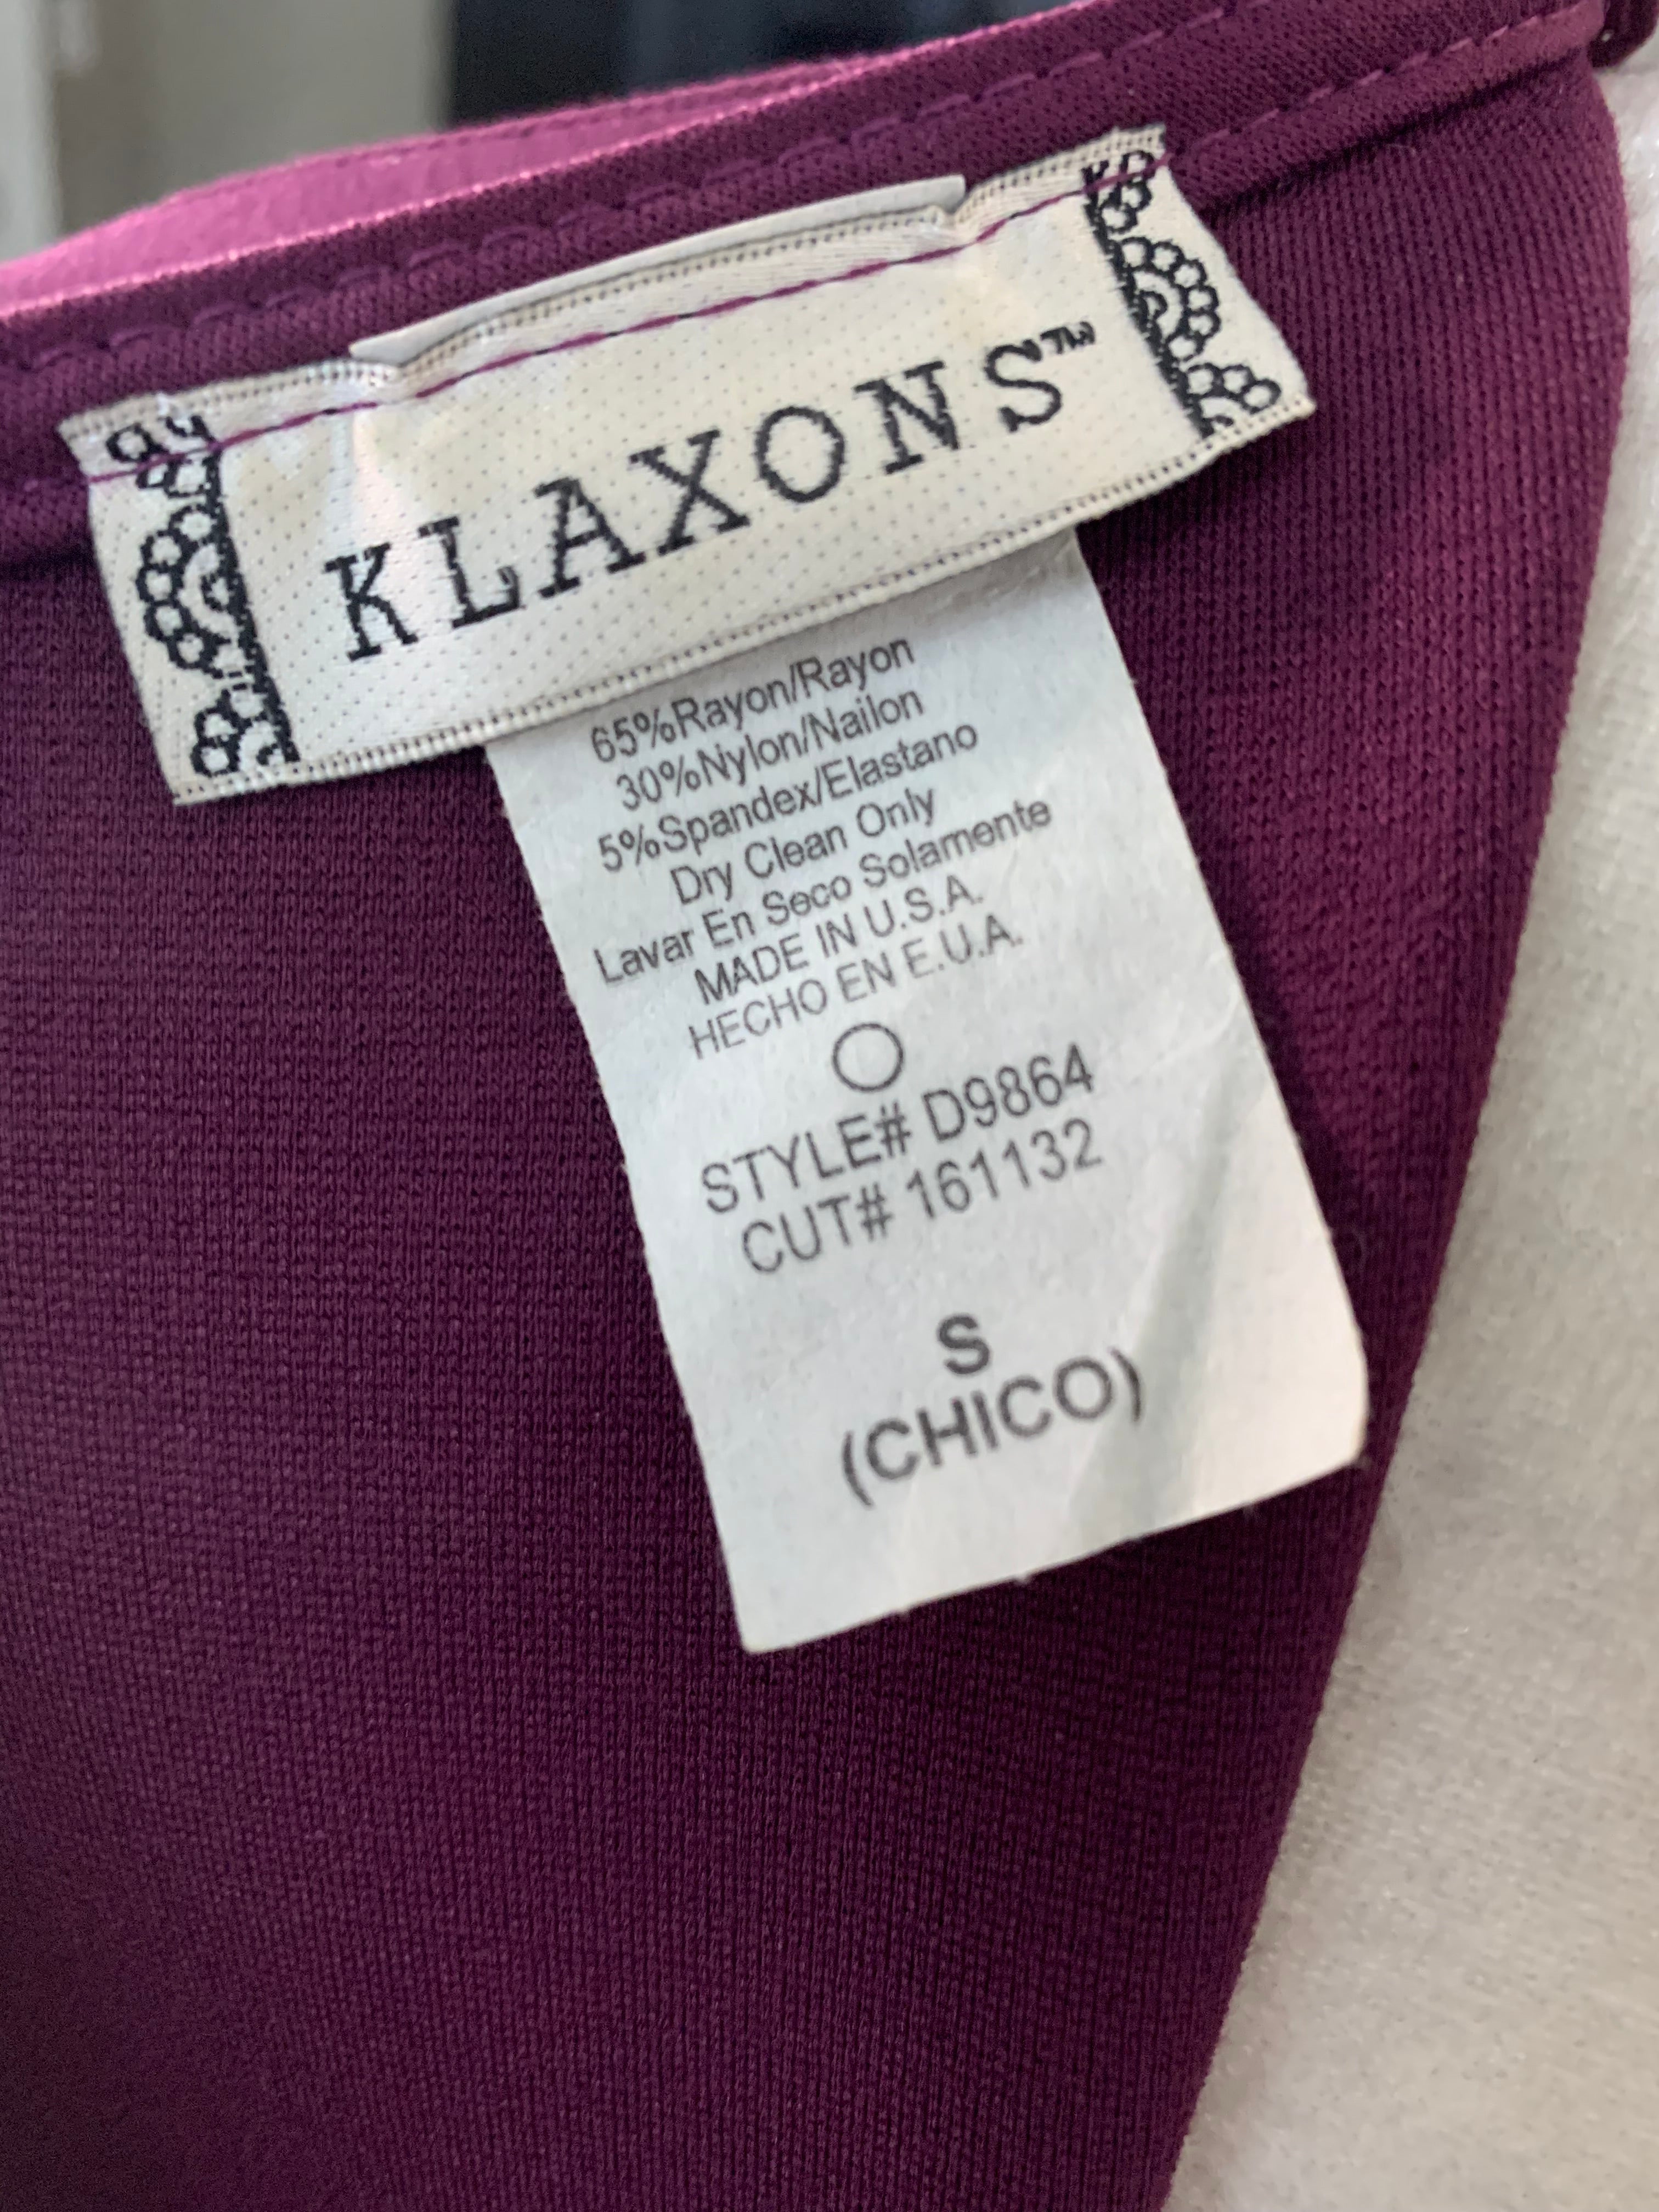 KLAXONS™
65%Rayon/Rayon
30%Nylon/Nailon
5%Spandex/Elastano
Dry Clean Only
Lavar En Seco Solamente
MADE IN U.S.A.
HECHO EN E.U.A.
STYLE# D9864
CUT# 161132
S
(CHICO)